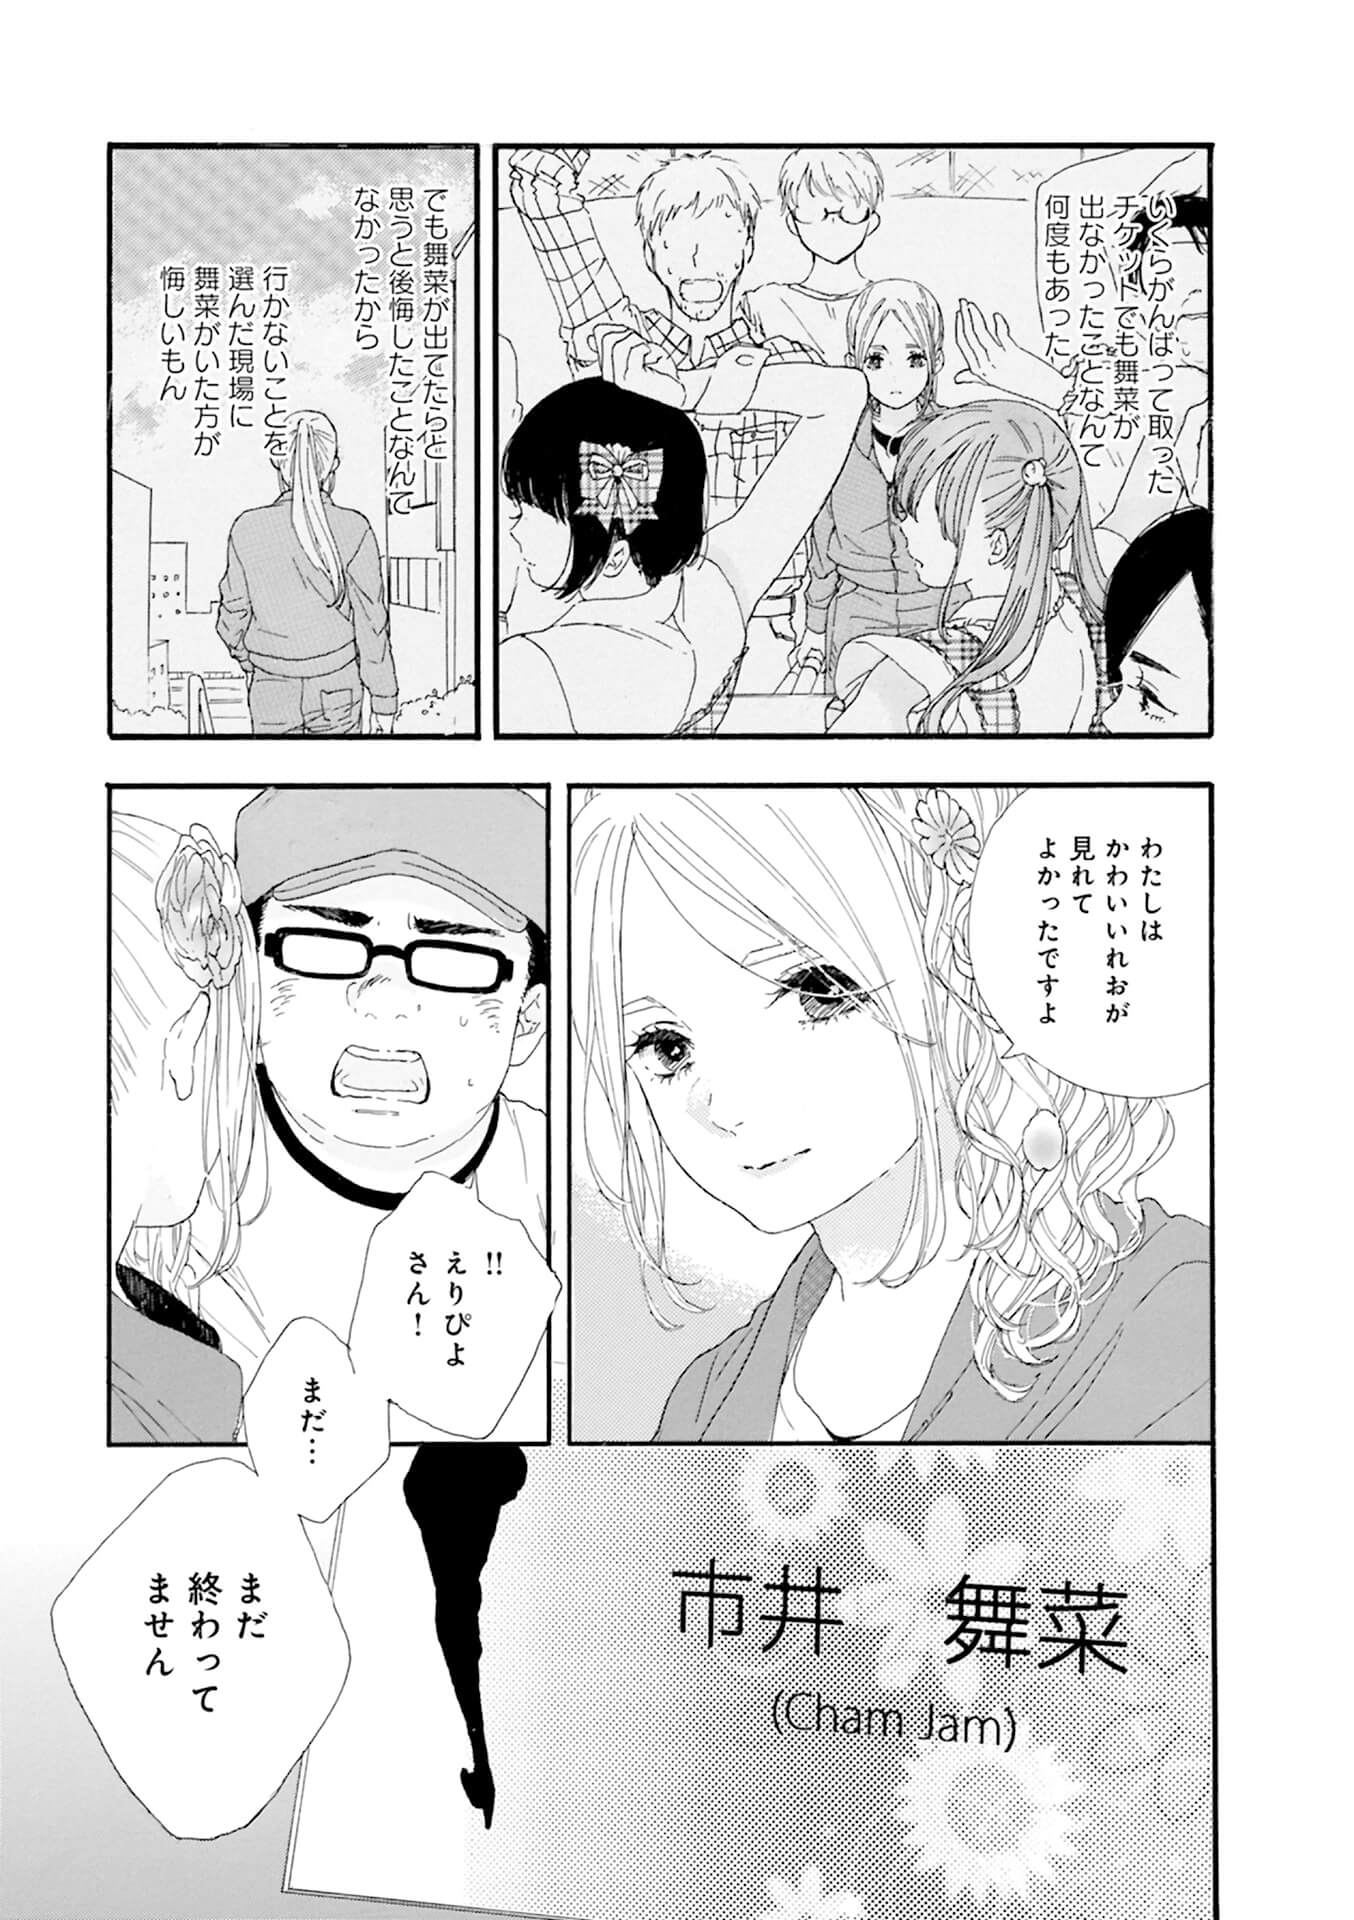 いくらがんばって取った
チケットでも舞菜が
出なかったことなんて
何度もあった
でも舞菜が出てたらと
思うと後悔したことなんて
なかったから
行かないことを
選んだ現場に
舞菜がいた方が
悔しいもん
わたしは
かわいいれおが
見れて
よかったですよ
!!
えりぴよ
さん!
まだ…
まだ
終わって
ません
市井 舞菜
(Cham Jam)